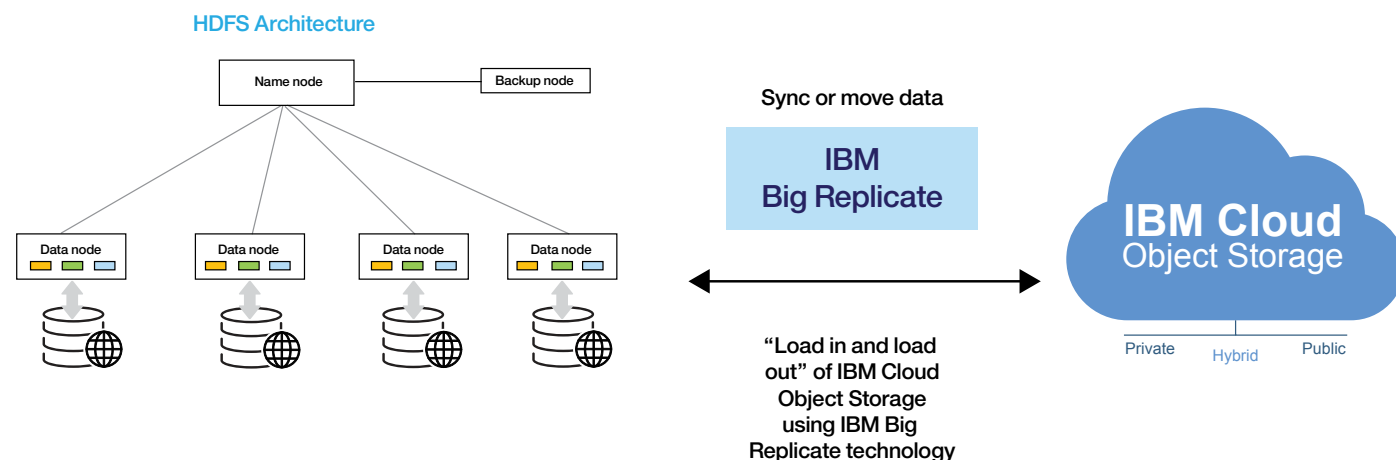 HDFS Architecture
Name node
Backup node
Data node
Data node
Data node
Data node
Sync or move data
IBM
Big Replicate
“Load in and load
out” of IBM Cloud
Object Storage
using IBM Big
Replicate technology
IBM Cloud
Object Storage
Private
Hybrid
Public